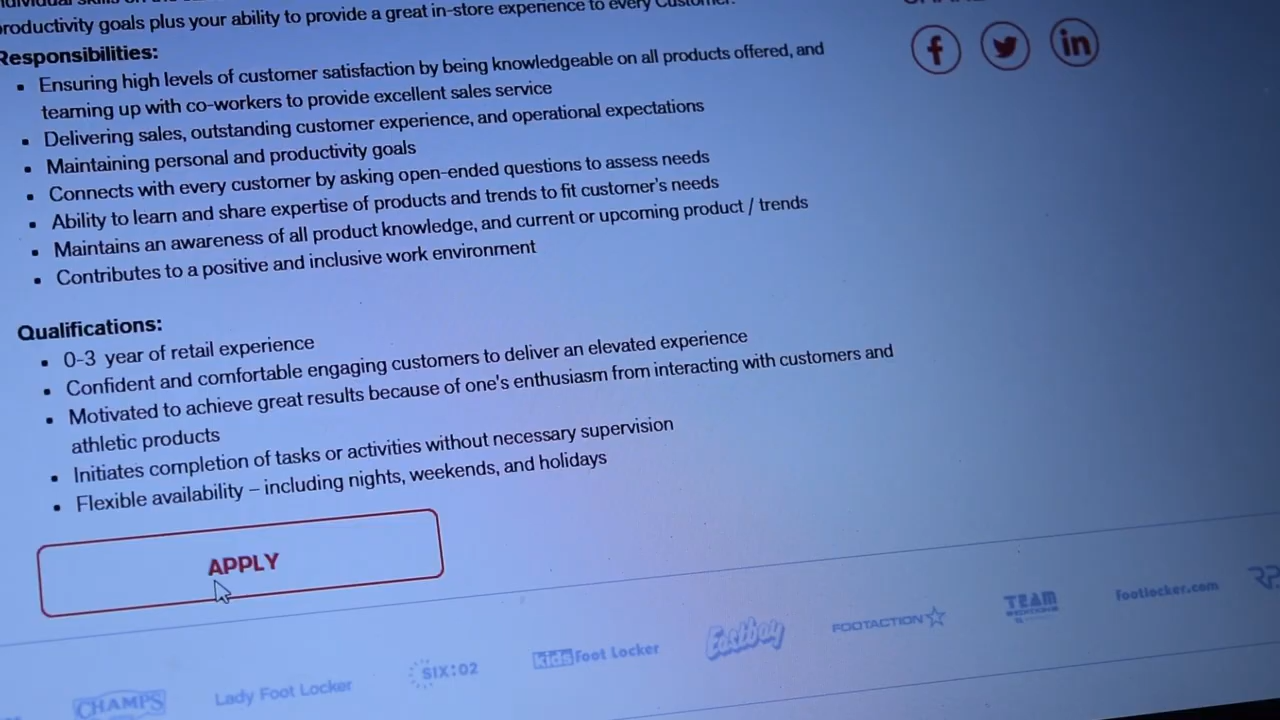 productivity goals plus your ability to provide a great in-store experience to every Customer.
Responsibilities:
Ensuring high levels of customer satisfaction by being knowledgeable on all products offered, and
teaming up with co-workers to provide excellent sales service
Delivering sales, outstanding customer experience, and operational expectations
Maintaining personal and productivity goals
Connects with every customer by asking open-ended questions to assess needs
Ability to learn and share expertise of products and trends to fit customer's needs
Maintains an awareness of all product knowledge, and current or upcoming product / trends
Contributes to a positive and inclusive work environment
Qualifications:
0-3 year of retail experience
Confident and comfortable engaging customers to deliver an elevated experience
Motivated to achieve great results because of one's enthusiasm from interacting with customers and
athletic products
Initiates completion of tasks or activities without necessary supervision
Flexible availability – including nights, weekends, and holidays
APPLY
CHAMPS
Lady Foot Locker
SIX:02
kids Foot Locker
Eastbay
FOOTACTION
TEAM
footlocker.com
f
in